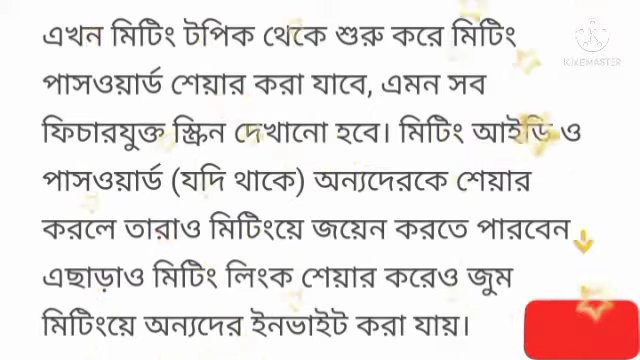 এখন মিটিং টপিক থেকে শুরু করে মিটিং
পাসওয়ার্ড শেয়ার করা যাবে, এমন সব
ফিচারযুক্ত স্ক্রিন দেখানো হবে। মিটিং আইডি ও
পাসওয়ার্ড (যদি থাকে) অন্যদেরকে শেয়ার
করলে তারাও মিটিংয়ে জয়েন করতে পারবেন
এছাড়াও মিটিং লিংক শেয়ার করেও জুম
মিটিংয়ে অন্যদের ইনভাইট করা যায়।
KINEMASTER